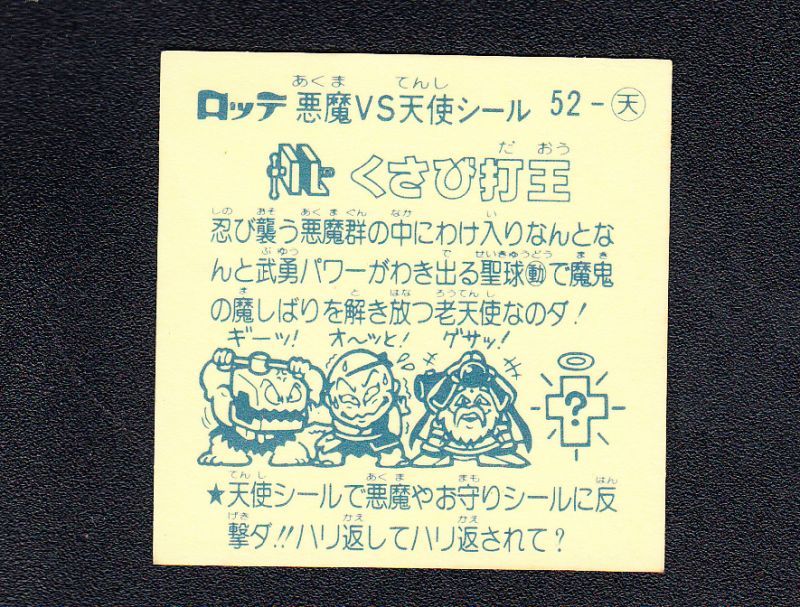 ロッテ 悪魔VS天使シール 52-天
くさび打王
忍び襲う悪魔群の中にわけ入りなんとな
んと武勇パワーがわき出る聖球動で魔鬼
の魔しばりを解き放つ老天使なのダ！
ギーッ！ オ〜ッと！ ゲサッ！
?
★天使シールで悪魔やお守りシールに反
撃ダ!!ハリ返してハリ返されて？